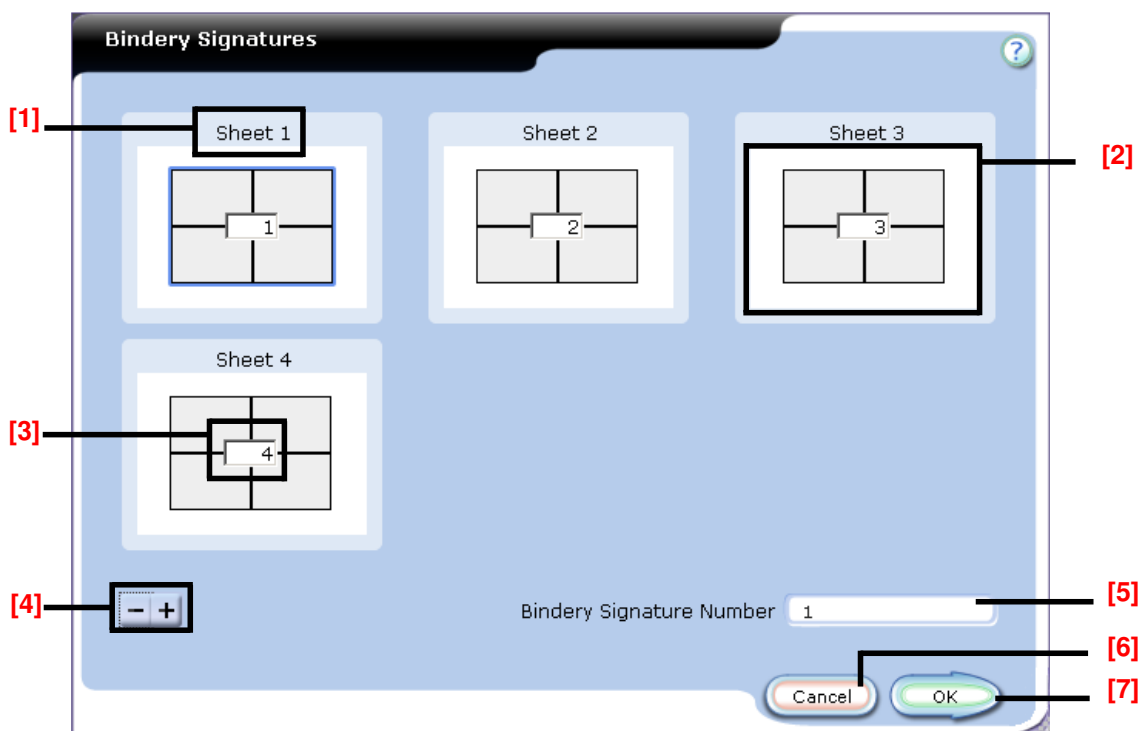 Bindery Signatures
?
[1]
Sheet 1
Sheet 2
Sheet 3
[2]
1
2
3
Sheet 4
[3]
4
[4]
- +
Bindery Signature Number 1
[5]
[6]
Cancel
OK
[7]